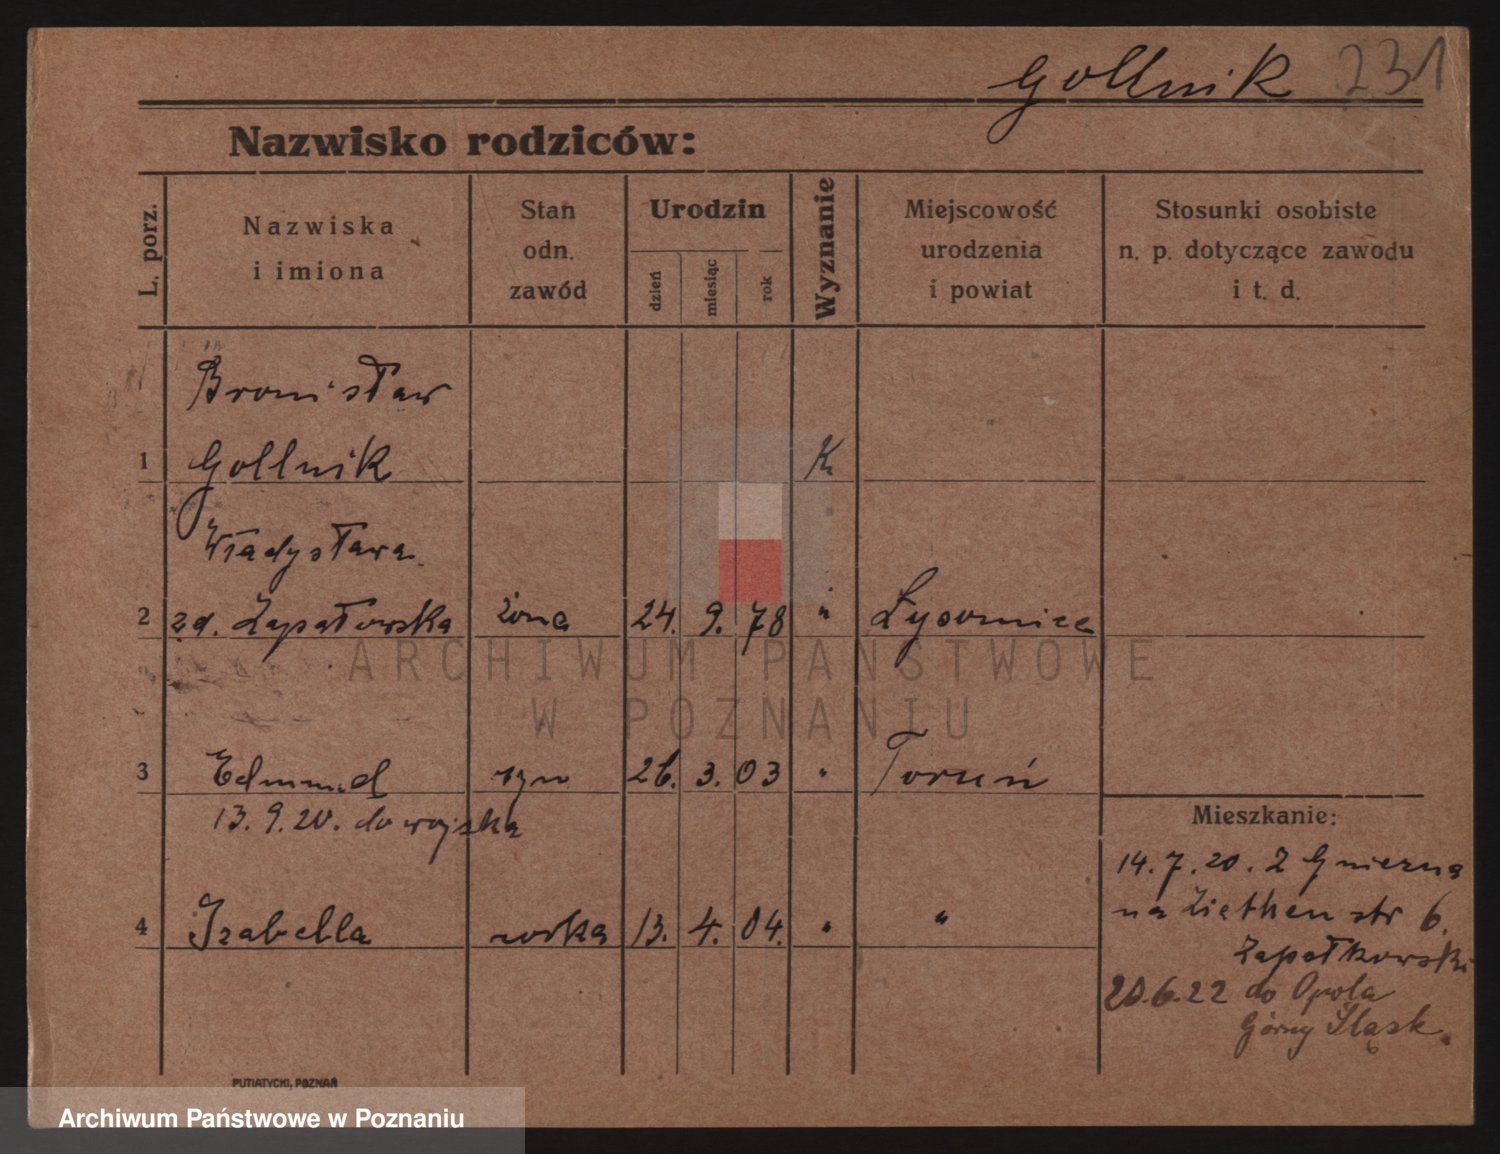 Gollnik 231
Nazwisko rodziców:
L. porz.
Nazwiska
i imiona
Stan
odn.
zawód
Urodzin
dzień
miesiąc
rok
Wyznanie
Miejscowość
urodzenia
i powiat
Stosunki osobiste
n. p. dotyczące zawodu
i t. d.
Bronisław
1 Gollnik K
Władysława
2 zd. Zapałowska żona 24. 9. 78 " Lysomice
3 Edmund syn 26. 3. 03 " Toruń
13. 9. 20. do wojska
4 Izabella córka 13. 4. 04. " "
Mieszkanie:
14. 7. 20. Z Gniezna
na Ziethen str 6.
Zapałkowski
20.6.22 do Opola
Górny Śląsk.
PUTIATYCKI, POZNAŃ
ARCHIWUM PAŃSTWOWE
W POZNANIU
Archiwum Państwowe w Poznaniu